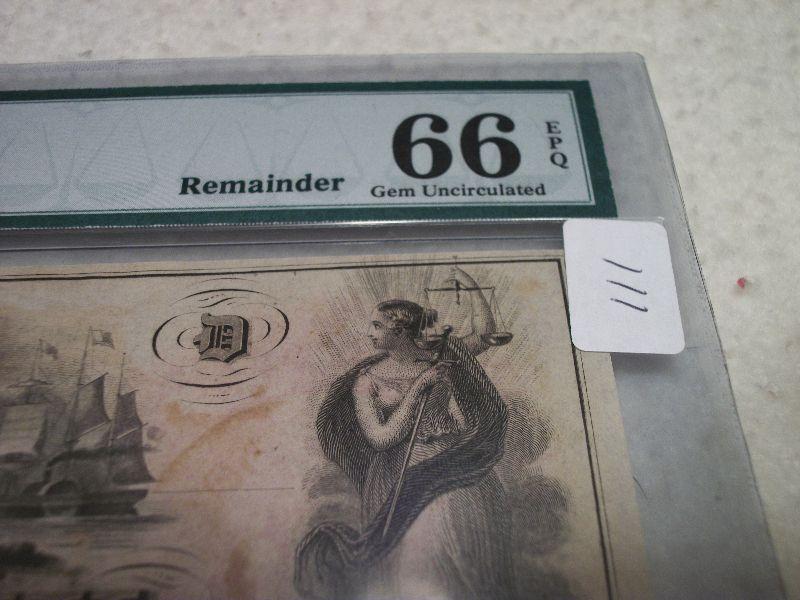 66 EPQ
Remainder
Gem Uncirculated
111
D